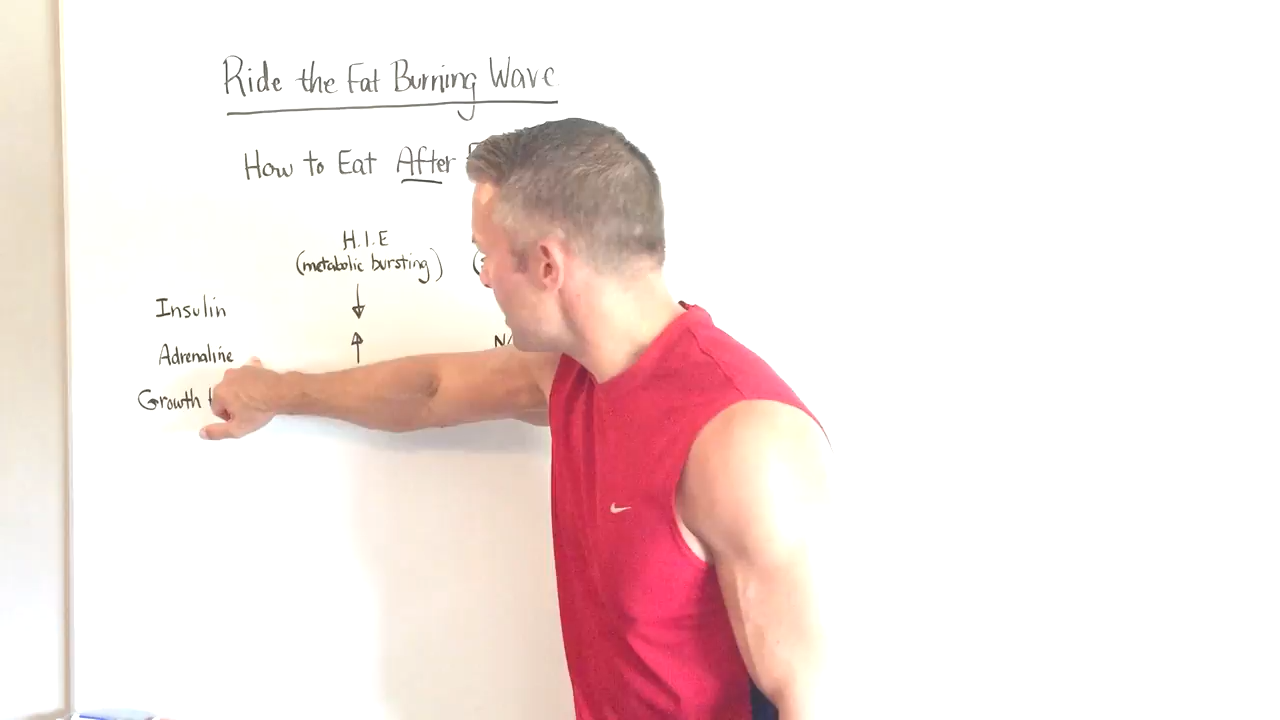 Ride the Fat Burning Wave
How to Eat After
H.I.E
(metabolic bursting)
Insulin
Adrenaline
Growth